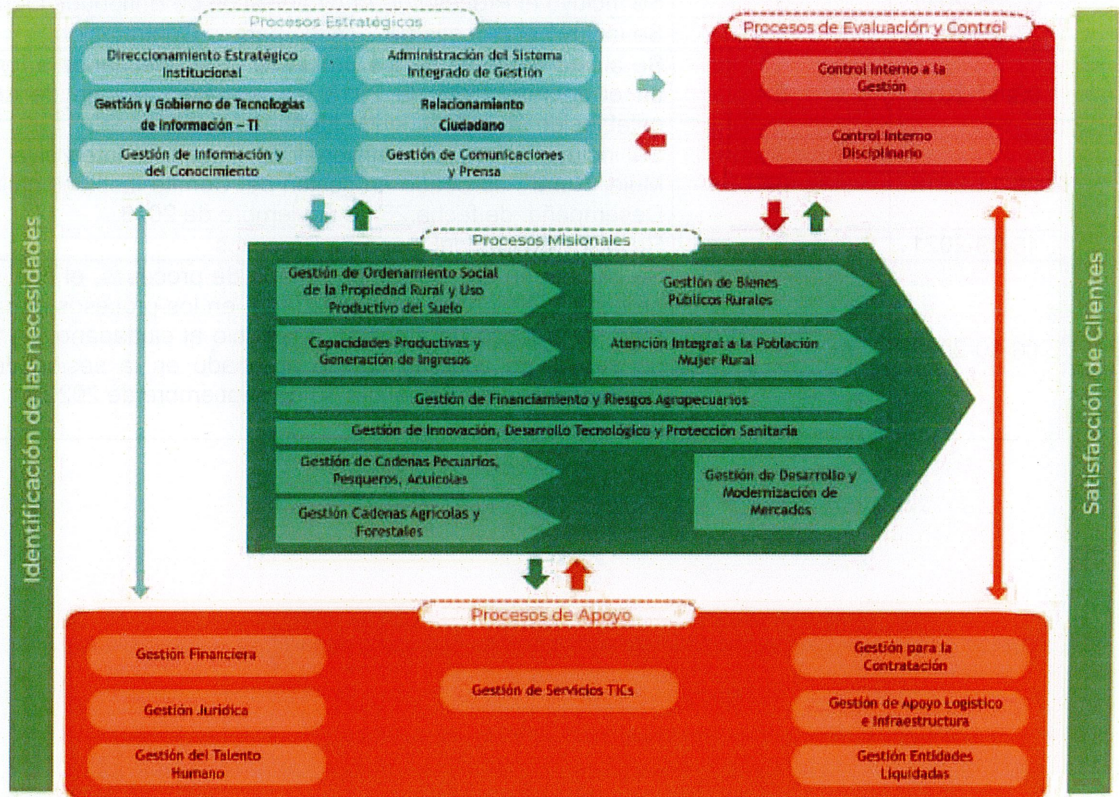 Identificación de las necesidades
Procesos Estratégicos
Direccionamiento Estratégico
Institucional
Administración del Sistema
Integrado de Gestión
Gestión y Gobierno de Tecnologías
de Información – TI
Relacionamiento
Ciudadano
Gestión de Información y
del Conocimiento
Gestión de Comunicaciones
y Prensa
Procesos de Evaluación y Control
Control Interno a la
Gestión
Control Interno
Disciplinario
Procesos Misionales
Gestión de Ordenamiento Social
de la Propiedad Rural y Uso
Productivo del Suelo
Gestión de Bienes
Públicos Rurales
Capacidades Productivas y
Generación de Ingresos
Atención Integral a la Población
Mujer Rural
Gestión de Financiamiento y Riesgos Agropecuarios
Gestión de Innovación, Desarrollo Tecnológico y Protección Sanitaria
Gestión de Cadenas Pecuarios,
Pesqueros, Acuícolas
Gestión Cadenas Agrícolas y
Forestales
Gestión de Desarrollo y
Modernización de
Mercados
Procesos de Apoyo
Gestión Financiera
Gestión Jurídica
Gestión del Talento
Humano
Gestión de Servicios TICs
Gestión para la
Contratación
Gestión de Apoyo Logístico
e Infraestructura
Gestión Entidades
Liquidadas
Satisfacción de Clientes